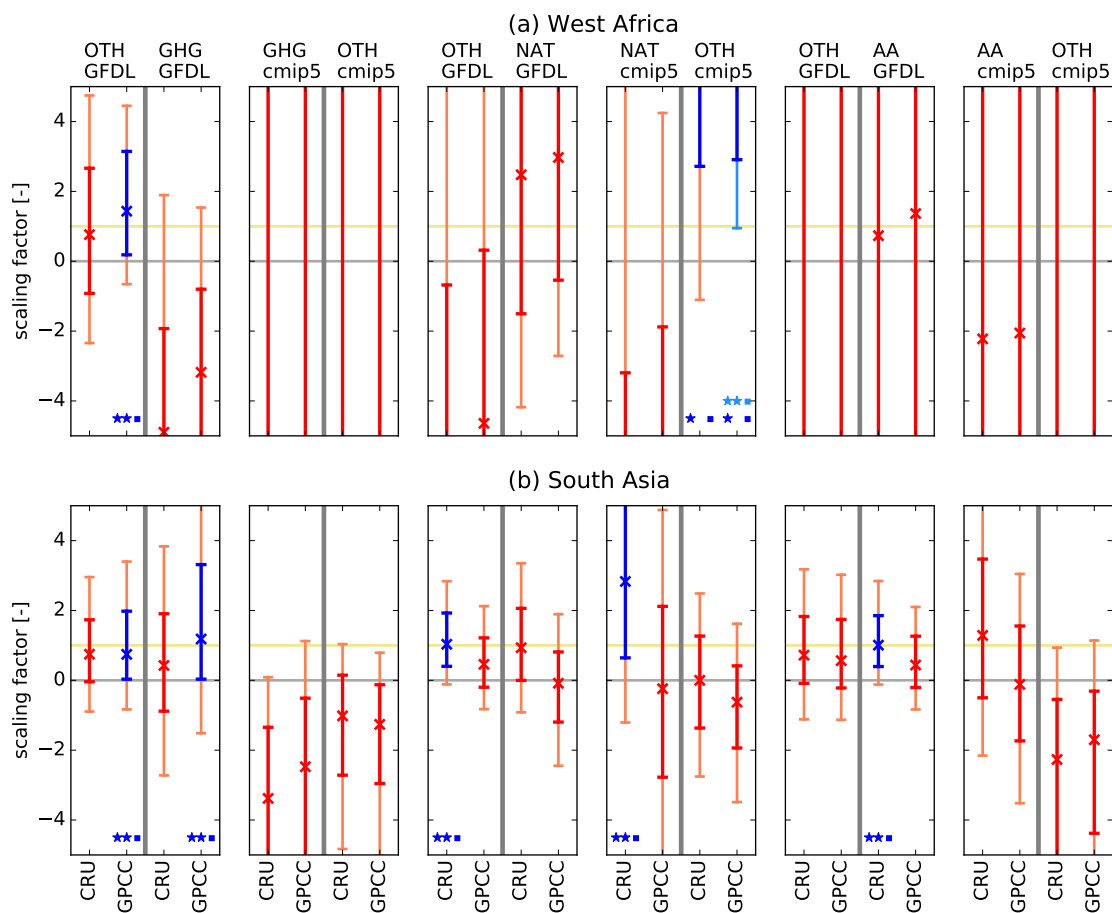 (a) West Africa
OTH GHG GHG OTH OTH NAT NAT OTH OTH AA AA OTH
GFDL GFDL cmip5 cmip5 GFDL GFDL cmip5 cmip5 GFDL GFDL cmip5 cmip5
scaling factor [-]
4
2
0
−2
−4
(b) South Asia
scaling factor [-]
4
2
0
−2
−4
CRU GPCC CRU GPCC CRU GPCC CRU GPCC CRU GPCC CRU GPCC CRU GPCC CRU GPCC CRU GPCC CRU GPCC CRU GPCC CRU GPCC